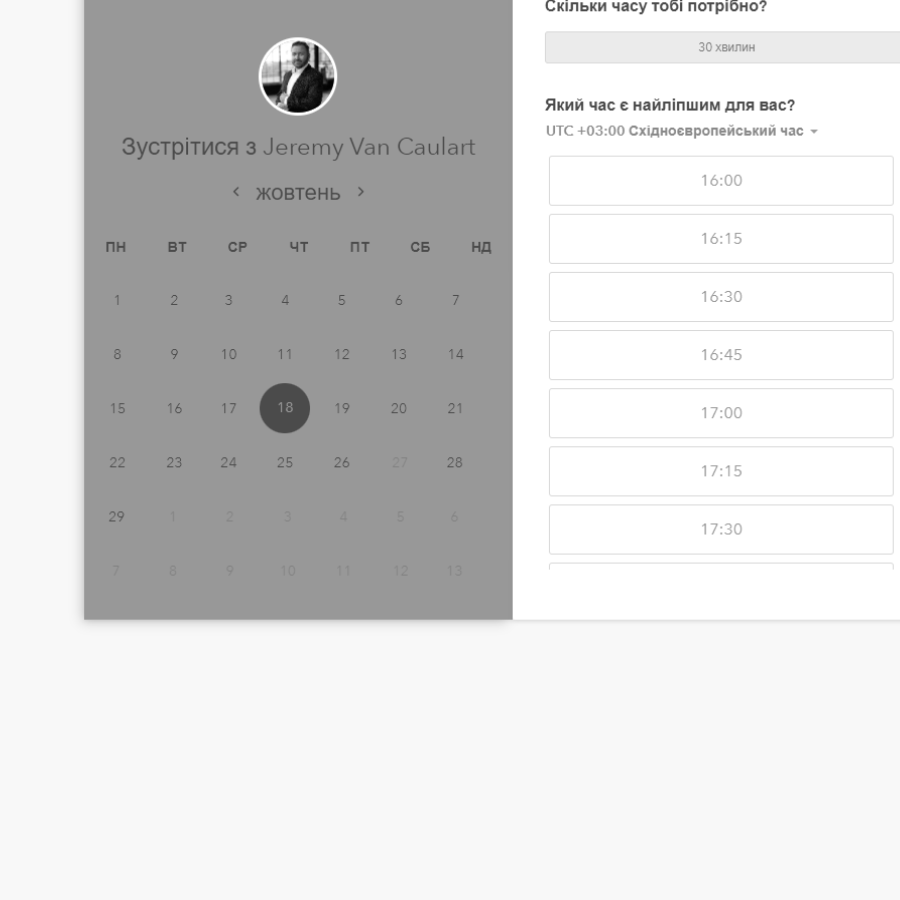 Зустрітися з Jeremy Van Caulart
жовтень
ПН ВТ СР ЧТ ПТ СБ НД
1 2 3 4 5 6 7
8 9 10 11 12 13 14
15 16 17 18 19 20 21
22 23 24 25 26 27 28
29 1 2 3 4 5 6
7 8 9 10 11 12 13
Скільки часу тобі потрібно?
30 хвилин
Який час є найліпшим для вас?
UTC +03:00 Східноєвропейський час
16:00
16:15
16:30
16:45
17:00
17:15
17:30